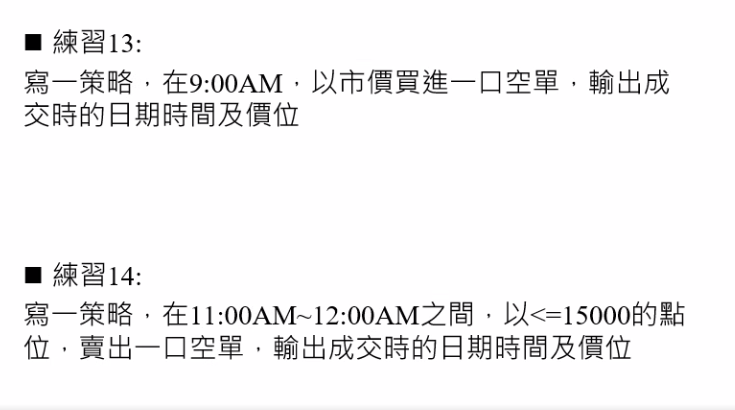 ■ 練習13:
寫一策略，在9:00AM，以市價買進一口空單，輸出成
交時的日期時間及價位
■ 練習14:
寫一策略，在11:00AM~12:00AM之間，以<=15000的點
位，賣出一口空單，輸出成交時的日期時間及價位